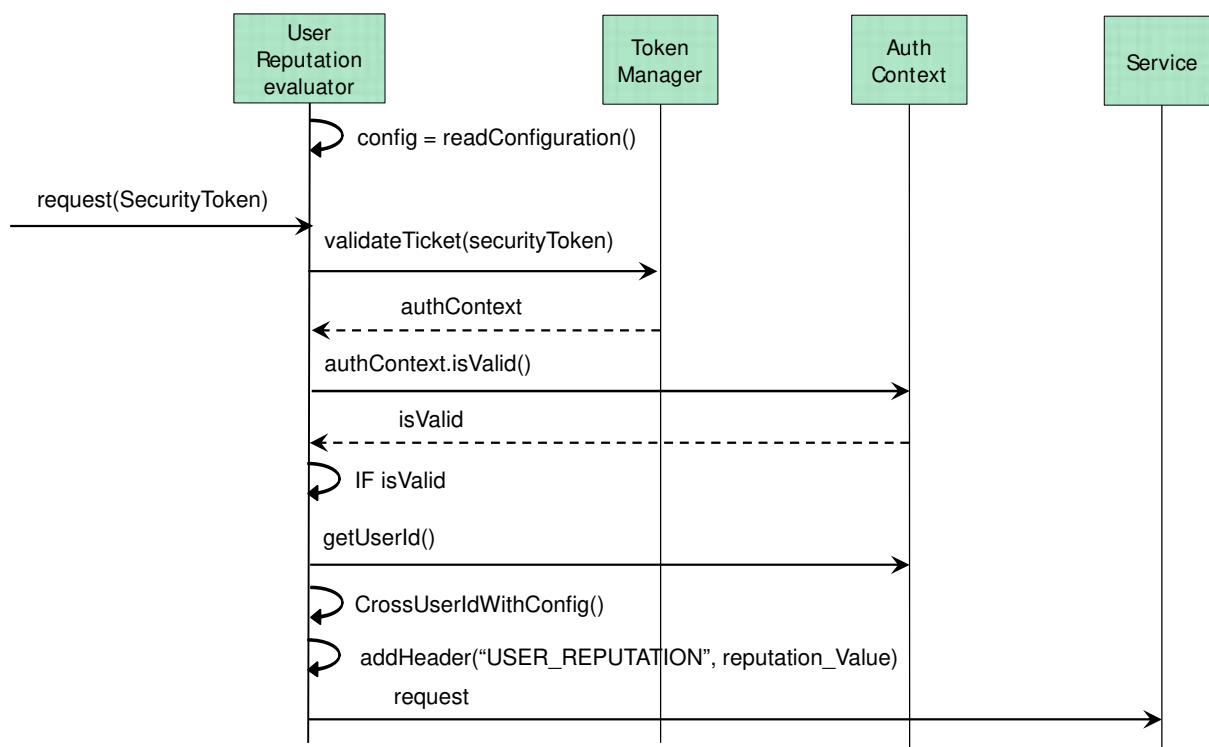 User
Reputation
evaluator
Token
Manager
Auth
Context
Service
config = readConfiguration()
request(SecurityToken)
validateTicket(securityToken)
authContext
authContext.isValid()
isValid
IF isValid
getUserId()
CrossUserIdWithConfig()
addHeader(“USER_REPUTATION”, reputation_Value)
request